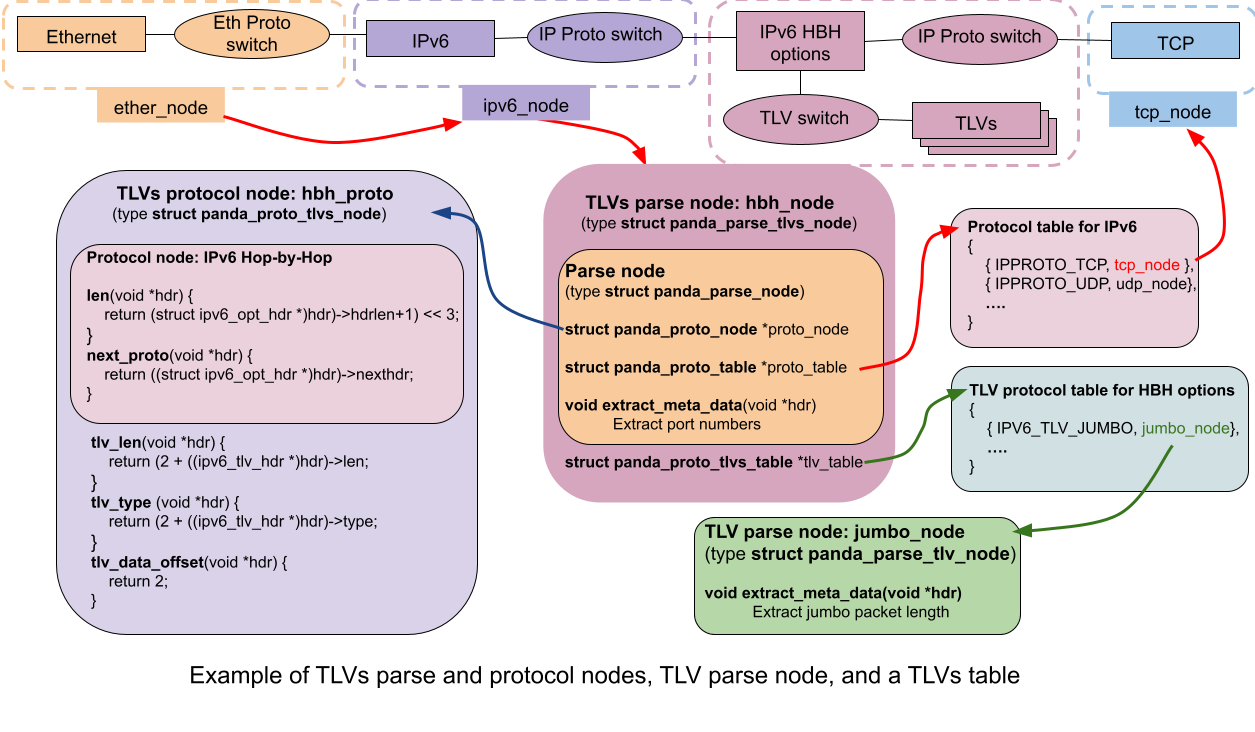 Ethernet
Eth Proto
switch
IPv6
IP Proto switch
IPv6 HBH
options
IP Proto switch
TCP
TLV switch
TLVs
ether_node
ipv6_node
tcp_node
TLVs protocol node: hbh_proto
(type struct panda_proto_tlvs_node)
Protocol node: IPv6 Hop-by-Hop
len(void *hdr) {
return (struct ipv6_opt_hdr *)hdr)->hdrlen+1) << 3;
}
next_proto(void *hdr) {
return ((struct ipv6_opt_hdr *)hdr)->nexthdr;
}
tlv_len(void *hdr) {
return (2 + ((ipv6_tlv_hdr *)hdr)->len;
}
tlv_type (void *hdr) {
return (2 + ((ipv6_tlv_hdr *)hdr)->type;
}
tlv_data_offset(void *hdr) {
return 2;
}
TLVs parse node: hbh_node
(type struct panda_parse_tlvs_node)
Parse node
(type struct panda_parse_node)
struct panda_proto_node *proto_node
struct panda_proto_table *proto_table
void extract_meta_data(void *hdr)
Extract port numbers
struct panda_proto_tlvs_table *tlv_table
Protocol table for IPv6
{
{ IPPROTO_TCP, tcp_node },
{ IPPROTO_UDP, udp_node},
....
}
TLV protocol table for HBH options
{
{ IPV6_TLV_JUMBO, jumbo_node},
....
}
TLV parse node: jumbo_node
(type struct panda_parse_tlv_node)
void extract_meta_data(void *hdr)
Extract jumbo packet length
Example of TLVs parse and protocol nodes, TLV parse node, and a TLVs table